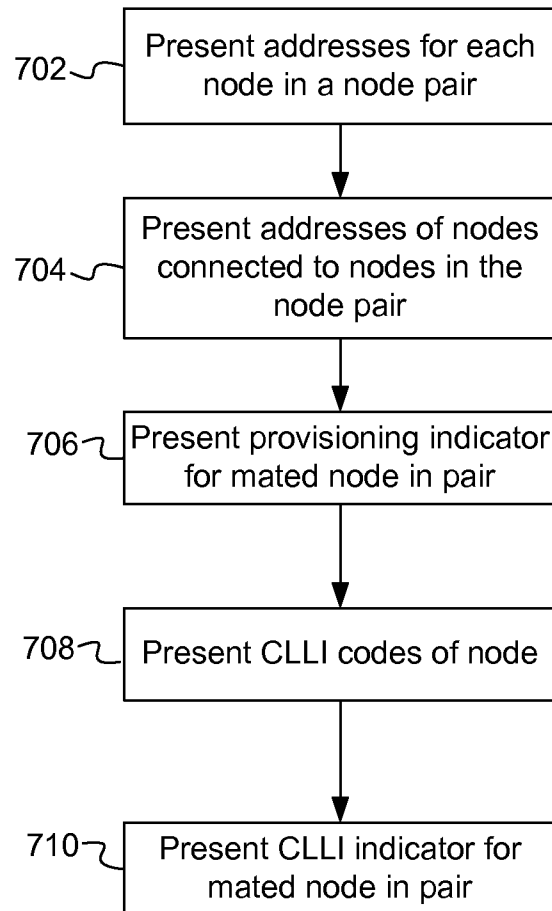 702
Present addresses for each
node in a node pair
704
Present addresses of nodes
connected to nodes in the
node pair
706
Present provisioning indicator
for mated node in pair
708
Present CLLI codes of node
710
Present CLLI indicator for
mated node in pair